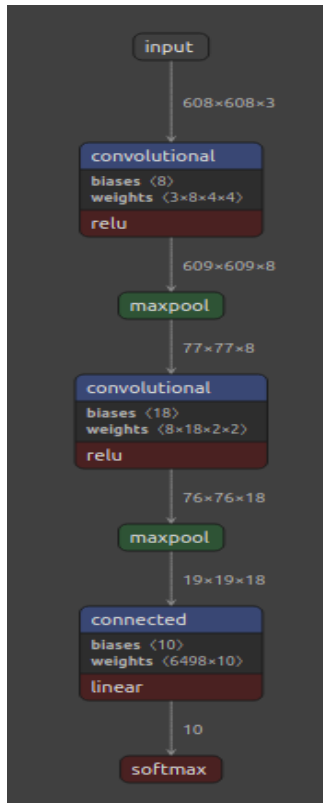 input
608×608×3
convolutional
biases ⟨8⟩
weights ⟨3×8×4×4⟩
relu
609×609×8
maxpool
77×77×8
convolutional
biases ⟨18⟩
weights ⟨8×18×2×2⟩
relu
76×76×18
maxpool
19×19×18
connected
biases ⟨10⟩
weights ⟨6498×10⟩
linear
10
softmax